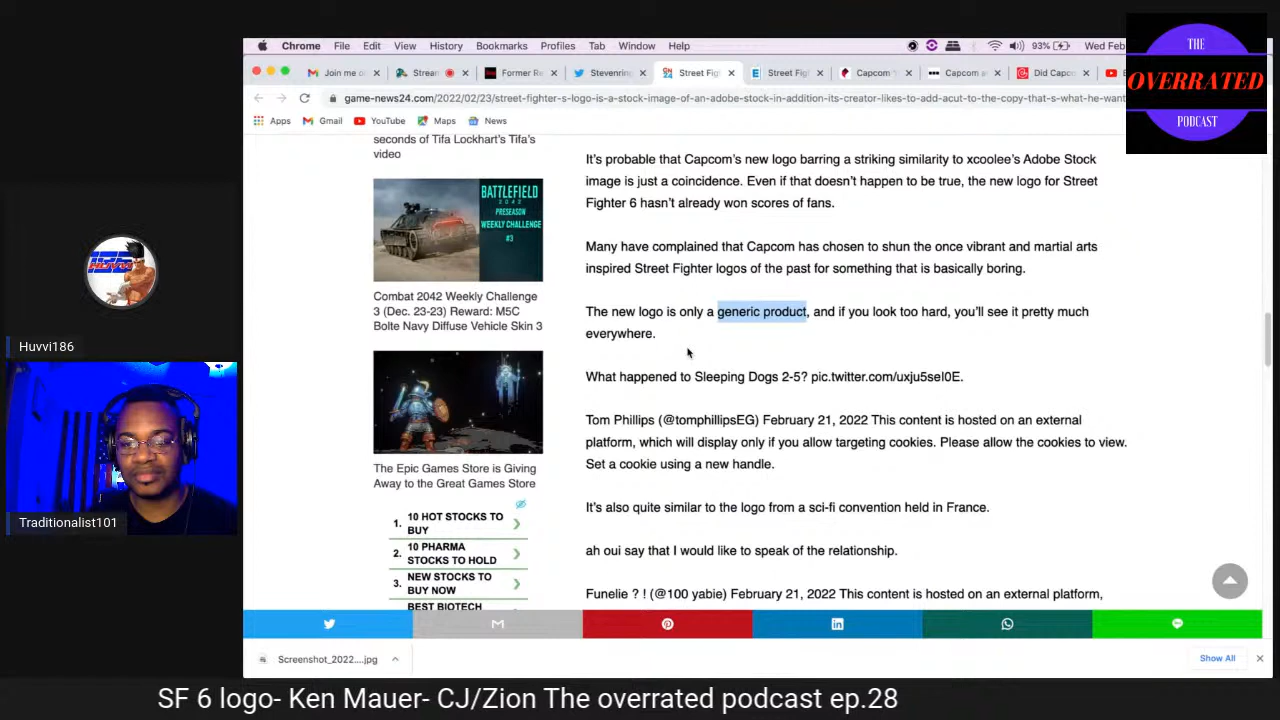 Chrome File Edit View History Bookmarks Profiles Tab Window Help 93% Wed Feb
THE
OVERRATED
PODCAST
Join me o Stream Former Re Stevenrin Street Fig Street Fig Capcom Capcom a Did Capc
game-news24.com/2022/02/23/street-fighter-s-logo-is-a-stock-image-of-an-adobe-stock-in-addition-its-creator-likes-to-add-acut-to-the-copy-that-s-what-he-want
Apps Gmail YouTube Maps News
seconds of Tifa Lockhart's Tifa's
video
BATTLEFIELD
2042
PRESEASON
WEEKLY CHALLENGE
#3
Combat 2042 Weekly Challenge
3 (Dec. 23-23) Reward: M5C
Bolte Navy Diffuse Vehicle Skin 3
The Epic Games Store is Giving
Away to the Great Games Store
1. 10 HOT STOCKS TO
BUY
2. 10 PHARMA
STOCKS TO HOLD
3. NEW STOCKS TO
BUY NOW
BEST BIOTECH
It's probable that Capcom's new logo barring a striking similarity to xcoolee's Adobe Stock
image is just a coincidence. Even if that doesn't happen to be true, the new logo for Street
Fighter 6 hasn't already won scores of fans.
Many have complained that Capcom has chosen to shun the once vibrant and martial arts
inspired Street Fighter logos of the past for something that is basically boring.
The new logo is only a generic product, and if you look too hard, you'll see it pretty much
everywhere.
What happened to Sleeping Dogs 2-5? pic.twitter.com/uxju5sel0E.
Tom Phillips (@tomphillipsEG) February 21, 2022 This content is hosted on an external
platform, which will display only if you allow targeting cookies. Please allow the cookies to view.
Set a cookie using a new handle.
It's also quite similar to the logo from a sci-fi convention held in France.
ah oui say that I would like to speak of the relationship.
Funelie ? ! (@100 yabie) February 21, 2022 This content is hosted on an external platform,
HUVVI
Huvvi186
Traditionalist101
Screenshot_2022....jpg
Show All
SF 6 logo- Ken Mauer- CJ/Zion The overrated podcast ep.28